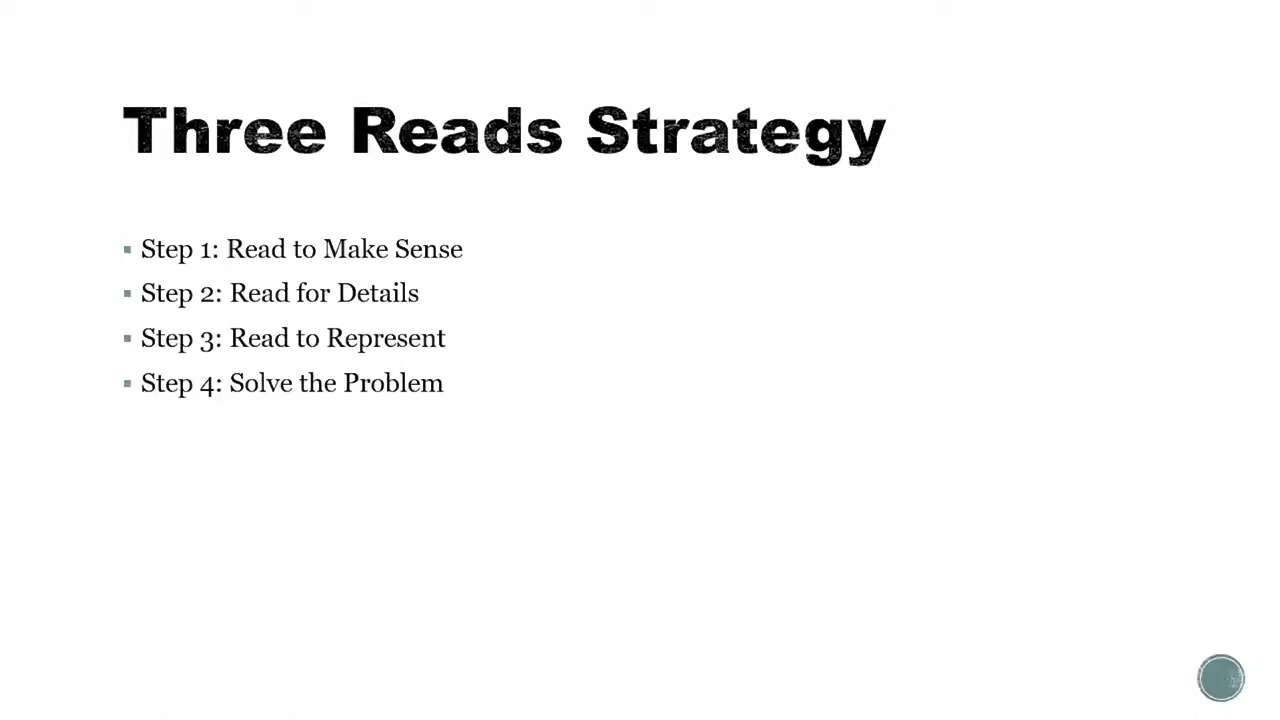 Three Reads Strategy
Step 1: Read to Make Sense
Step 2: Read for Details
Step 3: Read to Represent
Step 4: Solve the Problem